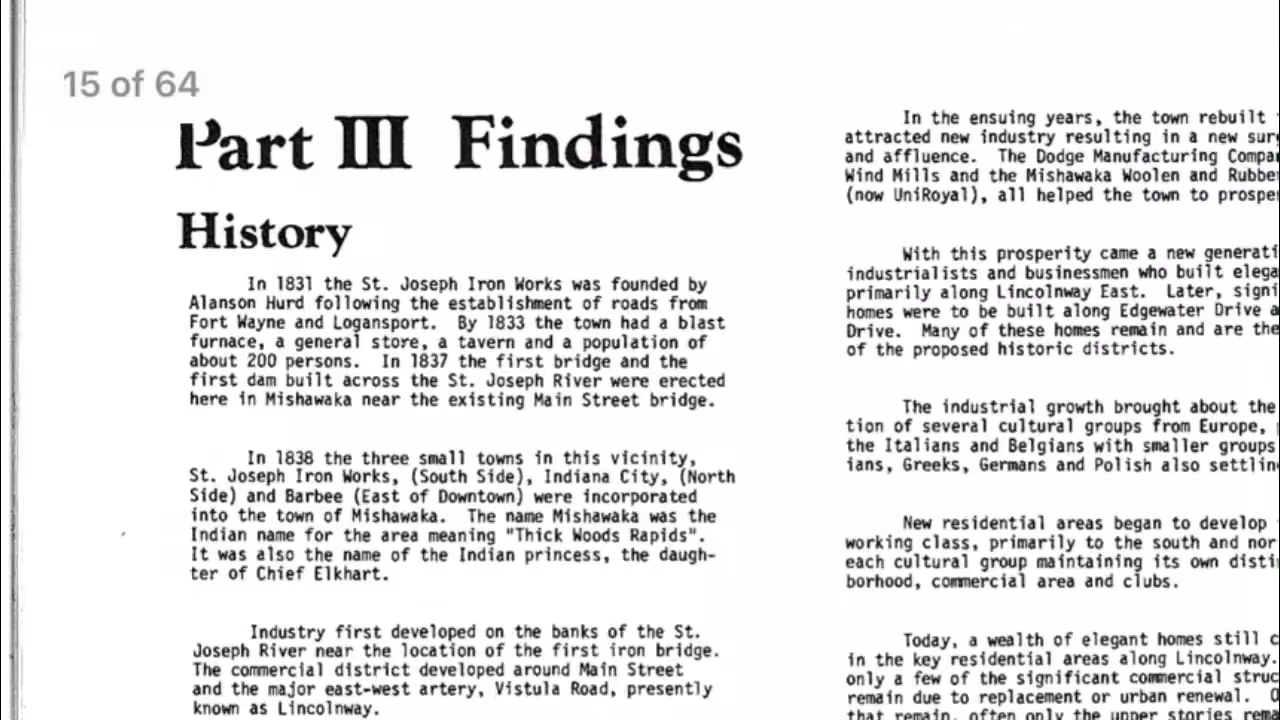 15 of 64
Part III Findings
History
In 1831 the St. Joseph Iron Works was founded by
Alanson Hurd following the establishment of roads from
Fort Wayne and Logansport. By 1833 the town had a blast
furnace, a general store, a tavern and a population of
about 200 persons. In 1837 the first bridge and the
first dam built across the St. Joseph River were erected
here in Mishawaka near the existing Main Street bridge.
In 1838 the three small towns in this vicinity,
St. Joseph Iron Works, (South Side), Indiana City, (North
Side) and Barbee (East of Downtown) were incorporated
into the town of Mishawaka. The name Mishawaka was the
Indian name for the area meaning "Thick Woods Rapids".
It was also the name of the Indian princess, the daugh-
ter of Chief Elkhart.
Industry first developed on the banks of the St.
Joseph River near the location of the first iron bridge.
The commercial district developed around Main Street
and the major east-west artery, Vistula Road, presently
known as Lincolnway.
In the ensuing years, the town rebuilt
attracted new industry resulting in a new
and affluence. The Dodge Manufacturing
Wind Mills and the Mishawaka Woolen and
(now UniRoyal), all helped the town to
With this prosperity came a new
industrialists and businessmen who built
primarily along Lincolnway East. Later,
homes were to be built along Edgewater Drive
Drive. Many of these homes remain and are the
of the proposed historic districts.
The industrial growth brought about the
tion of several cultural groups from Europe,
the Italians and Belgians with smaller groups
ians, Greeks, Germans and Polish also
New residential areas began to develop
working class, primarily to the south and
each cultural group maintaining its own
borhood, commercial area and clubs.
Today, a wealth of elegant homes still
in the key residential areas along Lincolnway.
only a few of the significant commercial
remain due to replacement or urban renewal.
that remain, often only the upper stories